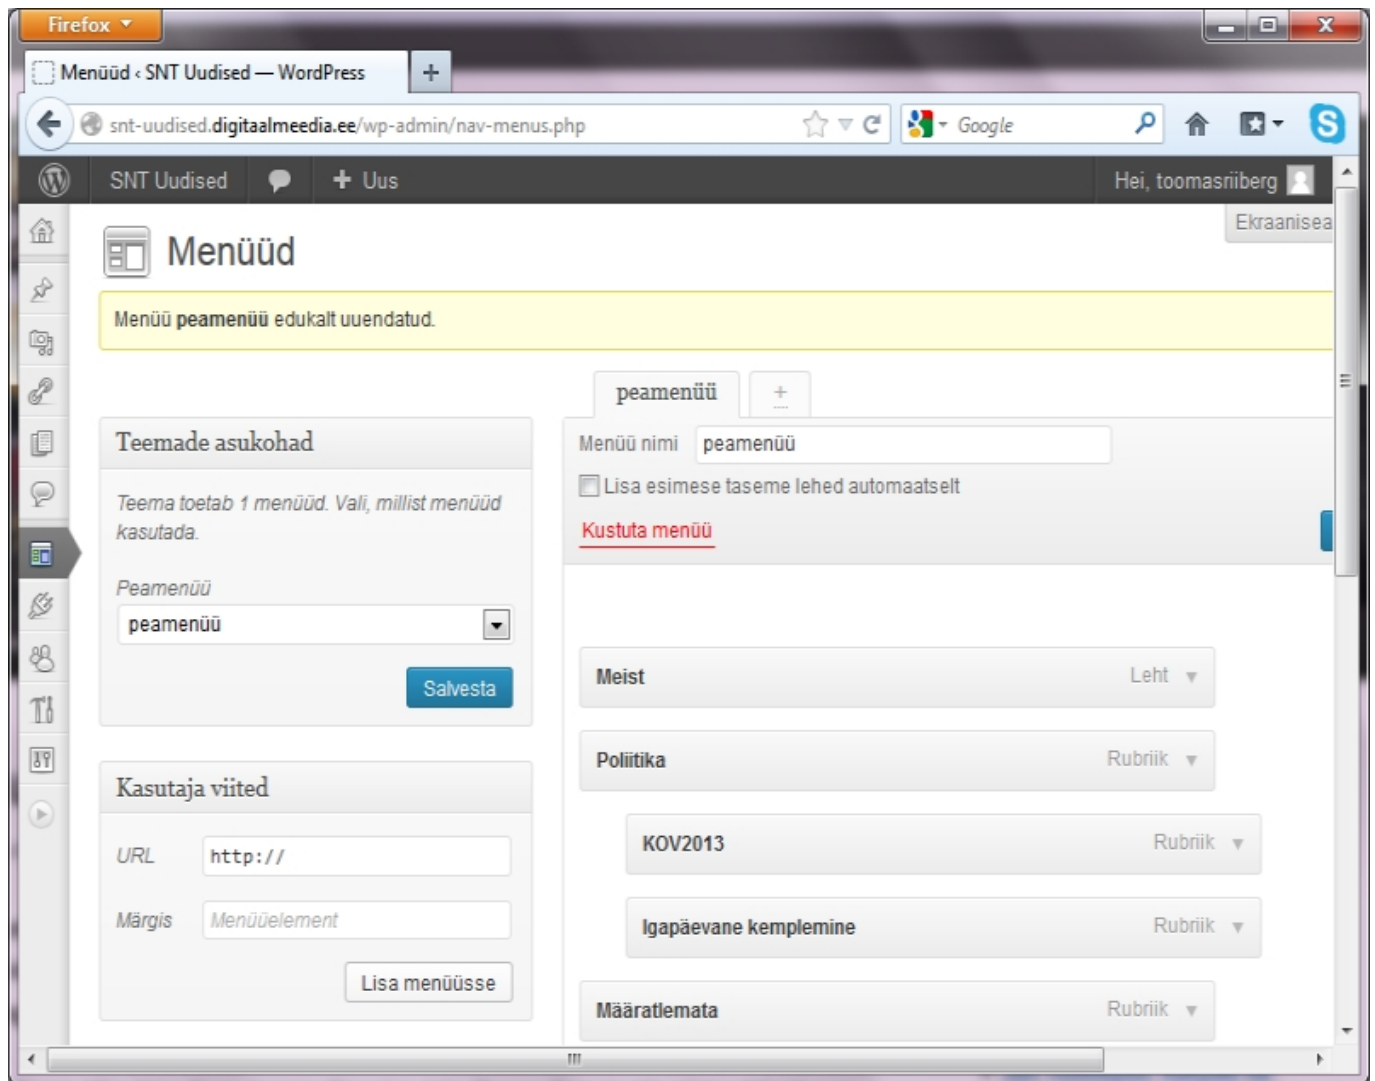 Firefox
Menüüd ‹ SNT Uudised — WordPress
snt-uudised.digitaalmeedia.ee/wp-admin/nav-menus.php
Google
SNT Uudised
+ Uus
Hei, toomasriiberg
Ekraanisea
Menüüd
Menüü peamenüü edukalt uuendatud.
peamenüü
+
Teemade asukohad
Teema toetab 1 menüüd. Vali, millist menüüd
kasutada.
Peamenüü
peamenüü
Salvesta
Kasutaja viited
URL
http://
Märgis
Menüüelement
Lisa menüüsse
Menüü nimi
peamenüü
Lisa esimese taseme lehed automaatselt
Kustuta menüü
Meist
Leht
Poliitika
Rubriik
KOV2013
Rubriik
Igapäevane kemplemine
Rubriik
Määratlemata
Rubriik